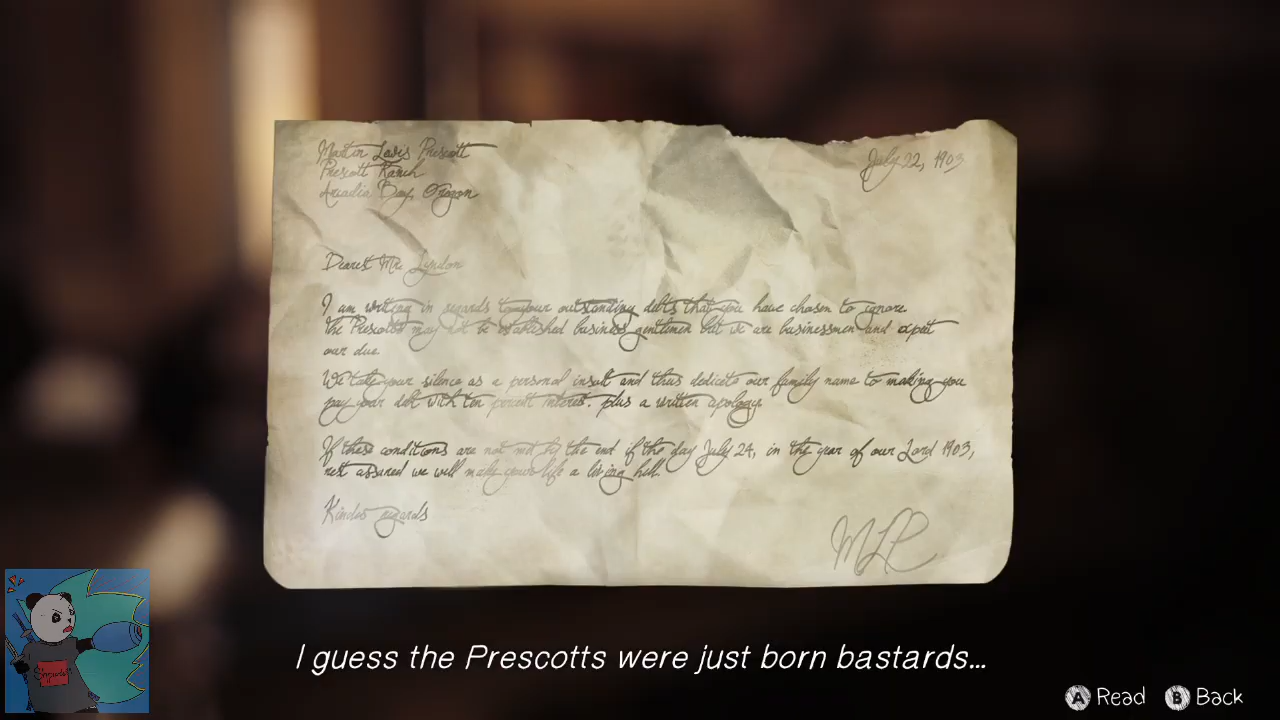 Martin Lewis Prescott
July 22, 1903
Prescott Ranch
Arcadia Bay, Oregon
Dearest Mr. Lyndon
I am writing in regards to your outstanding debts that you have chosen to ignore.
The Prescotts may not be established business gentlemen but we are businessmen and expect
our due.
We take your silence as a personal insult and thus dedicate our family name to making you
pay your debt with ten percent interest, plus a written apology.
If these conditions are not met by the end if the day July 24, in the year of our Lord 1903,
rest assured we will make your life a living hell.
Kindest regards
MLP
I guess the Prescotts were just born bastards...
A Read B Back